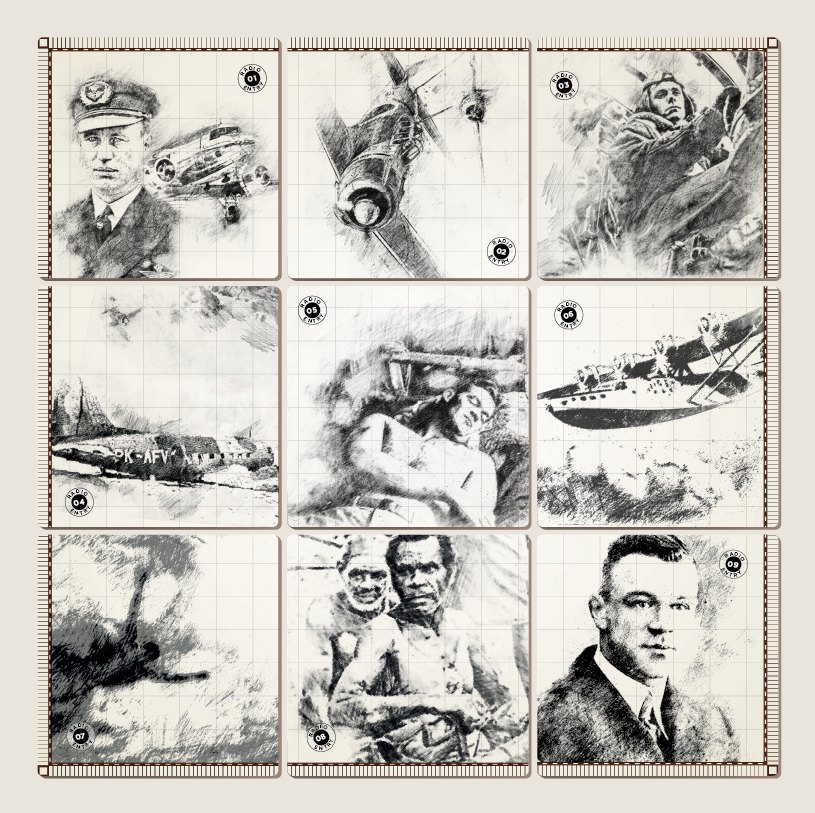 RADIO
01
ENTRY
RADIO
02
ENTRY
RADIO
03
ENTRY
PK-AFV
RADIO
04
ENTRY
RADIO
05
ENTRY
RADIO
06
ENTRY
RADIO
07
ENTRY
RADIO
08
ENTRY
RADIO
09
ENTRY